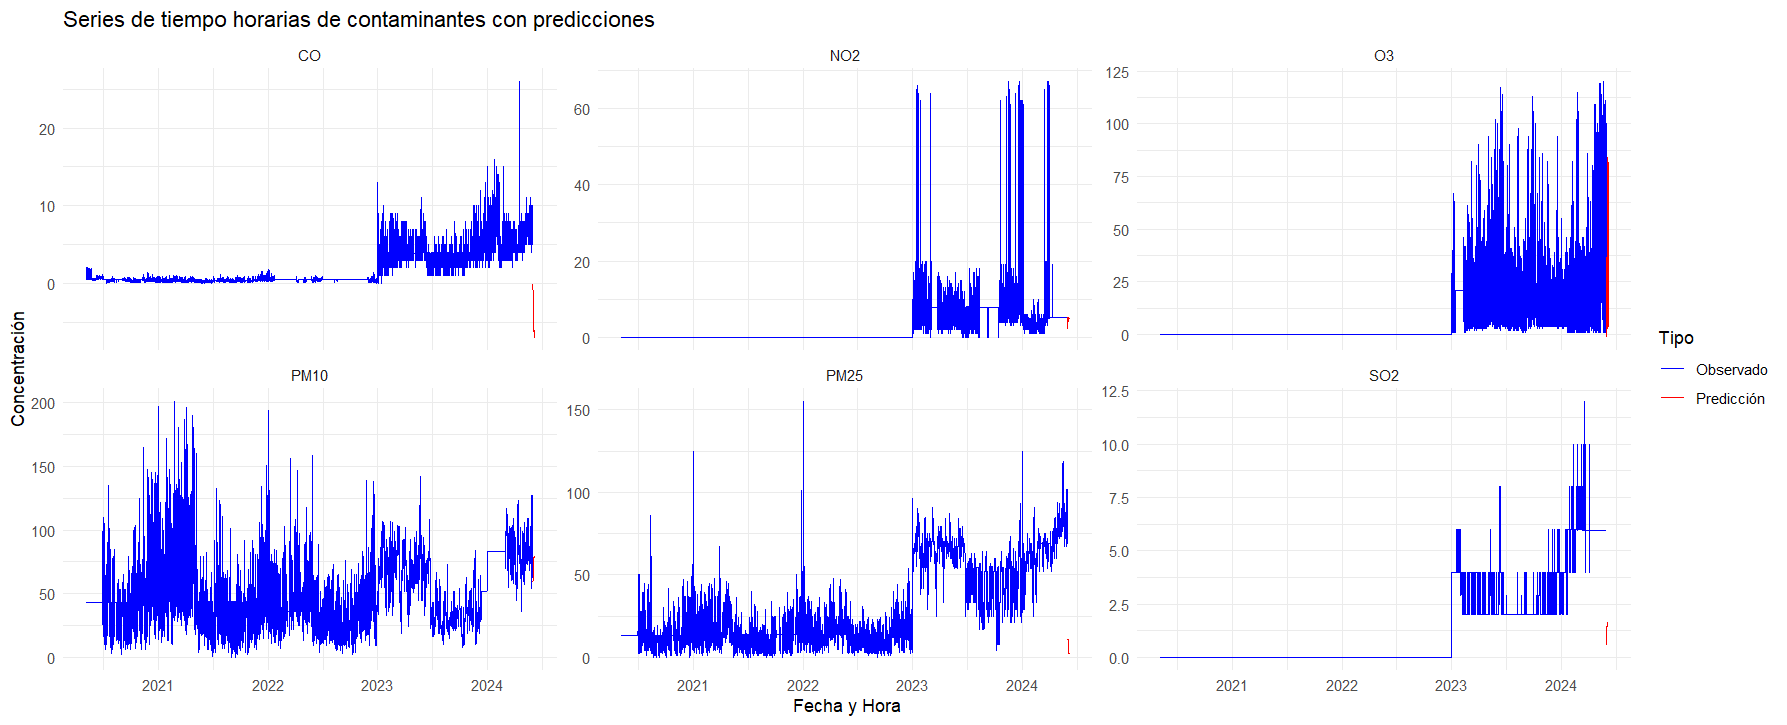 Series de tiempo horarias de contaminantes con predicciones
CO
NO2
O3
20
10
0
60
40
20
0
125
100
75
50
25
0
Concentración
PM10
PM25
SO2
200
150
100
50
0
150
100
50
0
12.5
10.0
7.5
5.0
2.5
0.0
2021 2022 2023 2024
2021 2022 2023 2024
2021 2022 2023 2024
Fecha y Hora
Tipo
Observado
Predicción